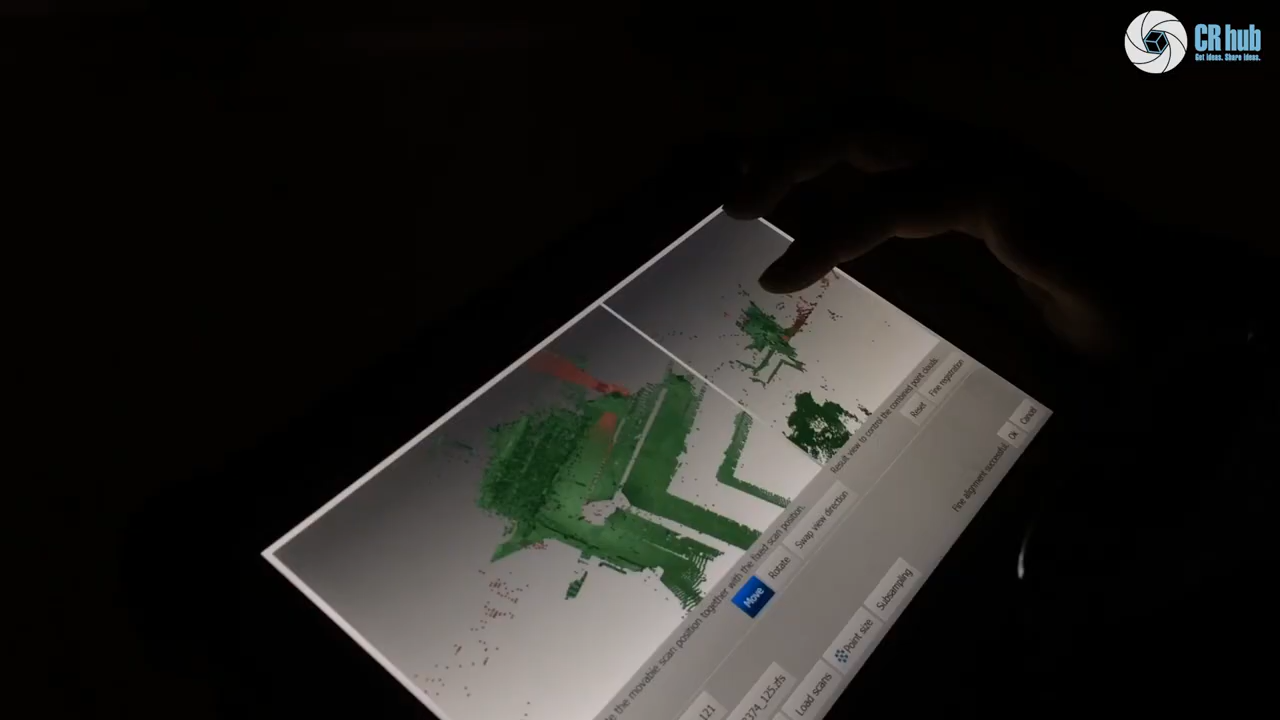 CR hub
Get ideas. Share ideas.
the movable scan position together with the fixed scan position.
Move
Rotate
Swap view direction
Result view to control the combined point clouds.
Reset
Fine registration
121
374_125.zfs
Load scans
Point size
Subsampling
Fine alignment successful.
Ok
Cancel